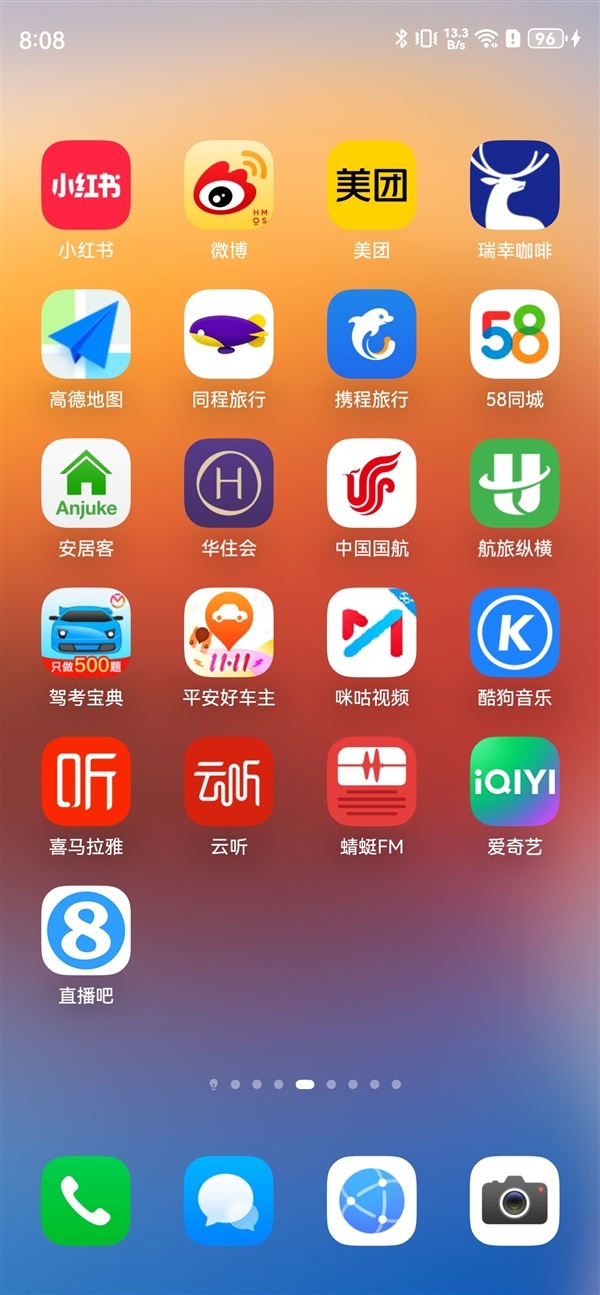 8:08
13.3
B/s
96
小红书
HM
OS
美团
小红书
微博
美团
瑞幸咖啡
58
高德地图
同程旅行
携程旅行
58同城
Anjuke
H
安居客
华住会
中国国航
航旅纵横
只做500题
11·11
K
驾考宝典
平安好车主
咪咕视频
酷狗音乐
听
云听
iQIYI
喜马拉雅
云听
蜻蜓FM
爱奇艺
8
直播吧